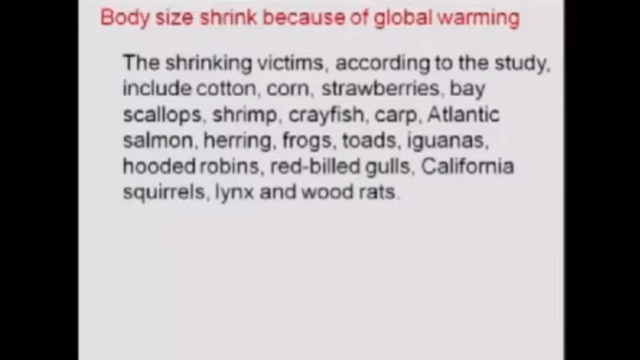 Body size shrink because of global warming
The shrinking victims, according to the study,
include cotton, corn, strawberries, bay
scallops, shrimp, crayfish, carp, Atlantic
salmon, herring, frogs, toads, iguanas,
hooded robins, red-billed gulls, California
squirrels, lynx and wood rats.